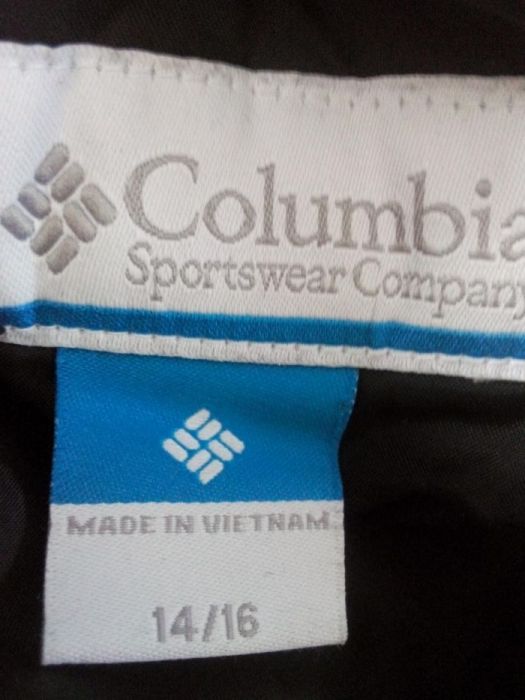 Columbia
Sportswear Company
MADE IN VIETNAM
14/16